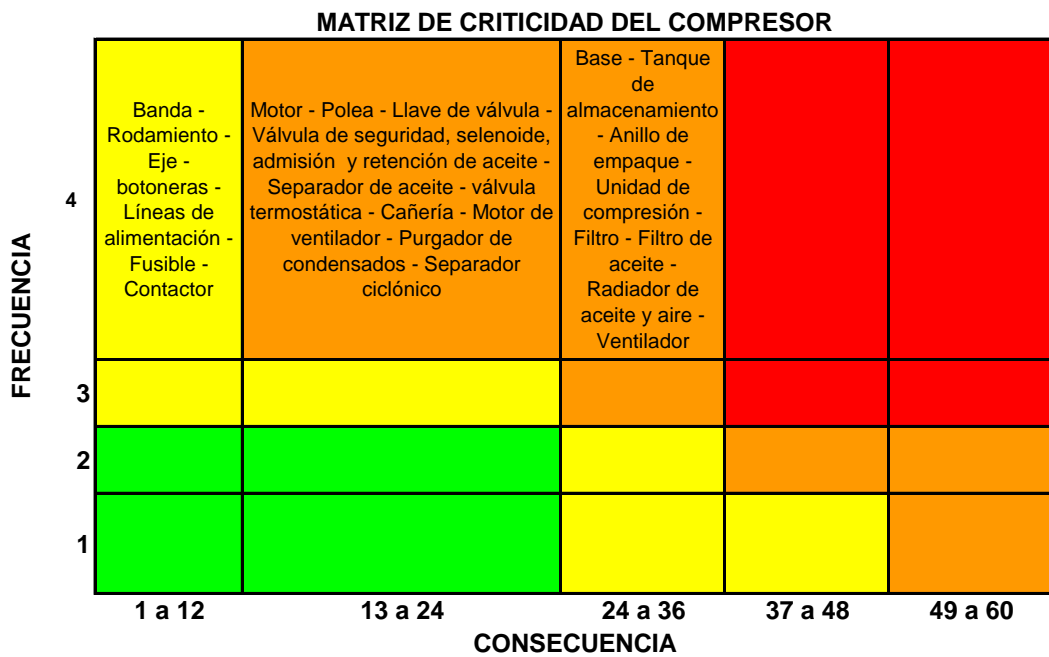 MATRIZ DE CRITICIDAD DEL COMPRESOR
FRECUENCIA
4
Banda -
Rodamiento -
Eje -
botoneras -
Líneas de
alimentación -
Fusible -
Contactor
Motor - Polea - Llave de válvula -
Válvula de seguridad, selenoide,
admisión y retención de aceite -
Separador de aceite - válvula
termostática - Cañería - Motor de
ventilador - Purgador de
condensados - Separador
ciclónico
Base - Tanque
de
almacenamiento
- Anillo de
empaque -
Unidad de
compresión -
Filtro - Filtro de
aceite -
Radiador de
aceite y aire -
Ventilador
3
2
1
1 a 12
13 a 24
24 a 36
37 a 48
49 a 60
CONSECUENCIA